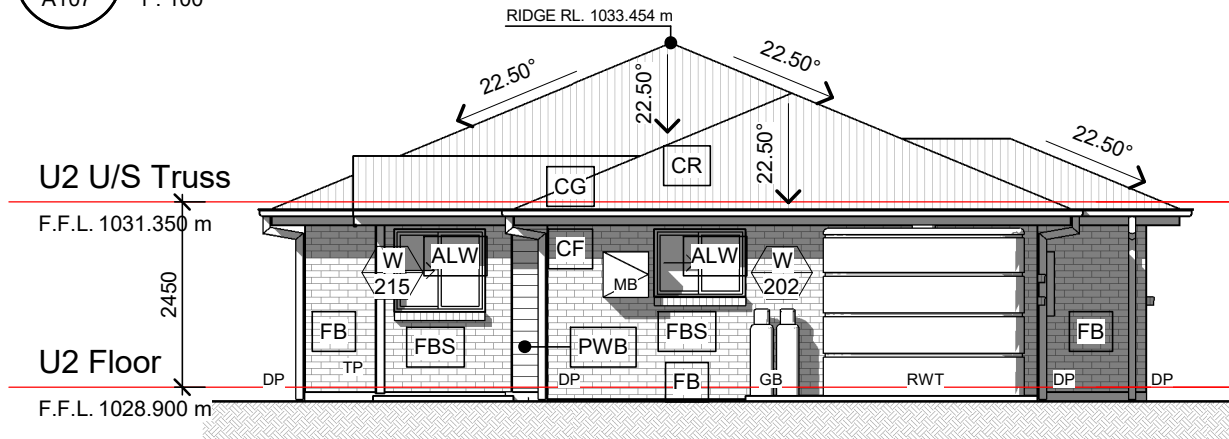 A107
1 : 100
RIDGE RL. 1033.454 m
22.50°
22.50°
22.50°
22.50°
22.50°
U2 U/S Truss
F.F.L. 1031.350 m
CG
CR
2450
W
215
ALW
CF
MB
ALW
W
202
FB
FBS
PWB
FBS
FB
U2 Floor
F.F.L. 1028.900 m
DP
TP
DP
FB
GB
RWT
DP
DP